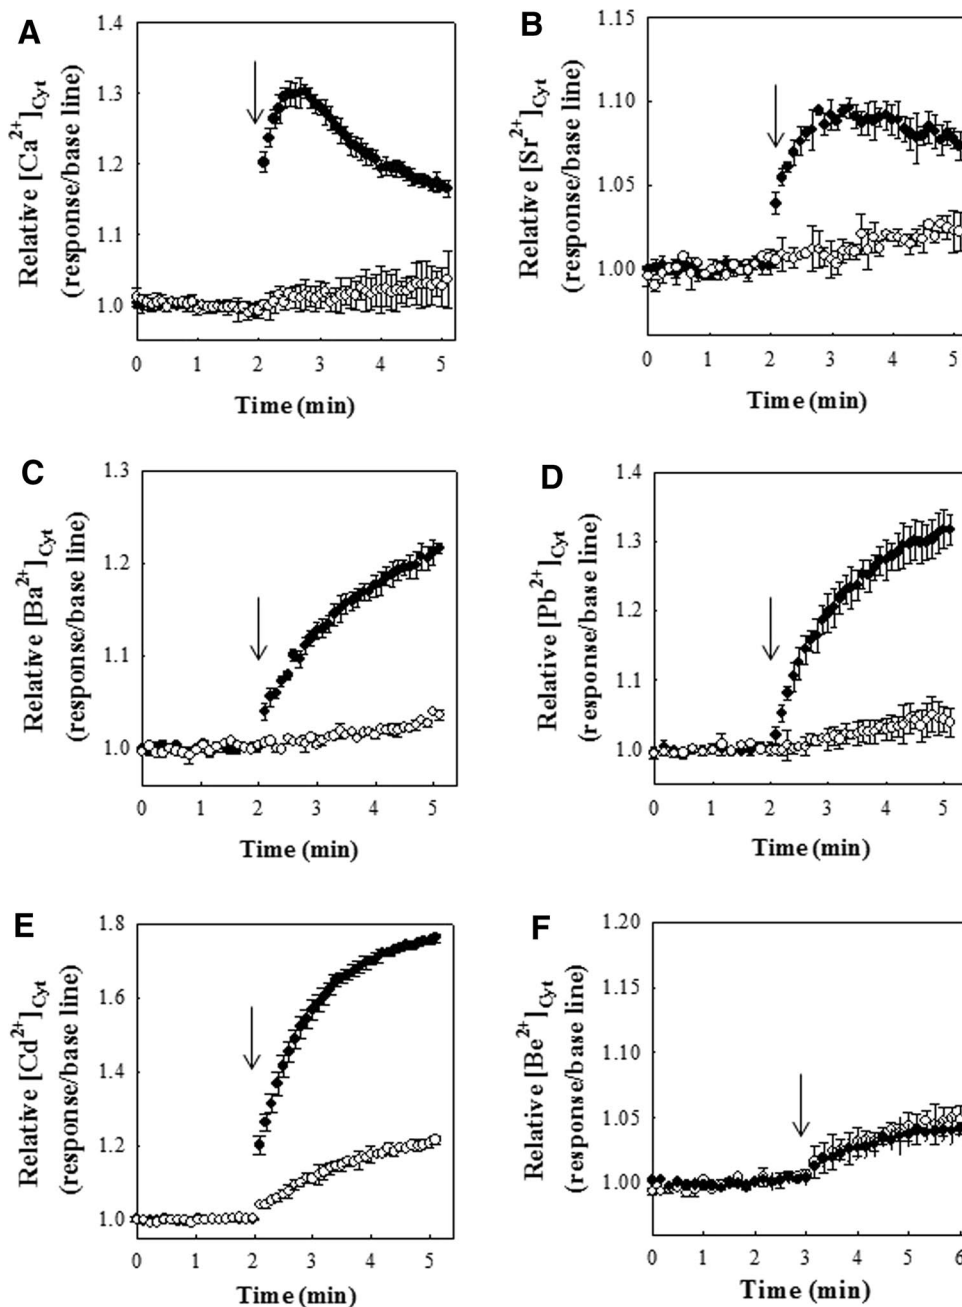 A
Relative [Ca2+]Cyt
(response/base line)
1.4
1.3
1.2
1.1
1.0
0 1 2 3 4 5
Time (min)
B
Relative [Sr2+]Cyt
(response/base line)
1.15
1.10
1.05
1.00
0 1 2 3 4 5
Time (min)
C
Relative [Ba2+]Cyt
(response/base line)
1.3
1.2
1.1
1.0
0 1 2 3 4 5
Time (min)
D
Relative [Pb2+]Cyt
(response/base line)
1.4
1.3
1.2
1.1
1.0
0 1 2 3 4 5
Time (min)
E
Relative [Cd2+]Cyt
(response/base line)
1.8
1.6
1.4
1.2
1.0
0 1 2 3 4 5
Time (min)
F
Relative [Be2+]Cyt
(response/base line)
1.20
1.15
1.10
1.05
1.00
0 1 2 3 4 5 6
Time (min)